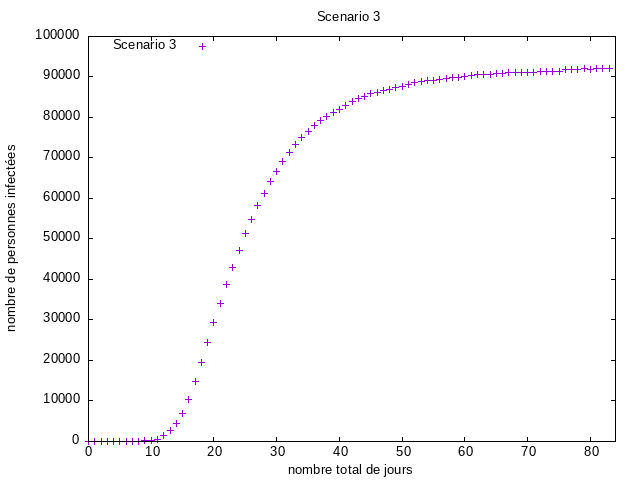 Scenario 3
100000
90000
80000
70000
60000
50000
40000
30000
20000
10000
0
Scenario 3
nombre de personnes infectées
0 10 20 30 40 50 60 70 80
nombre total de jours